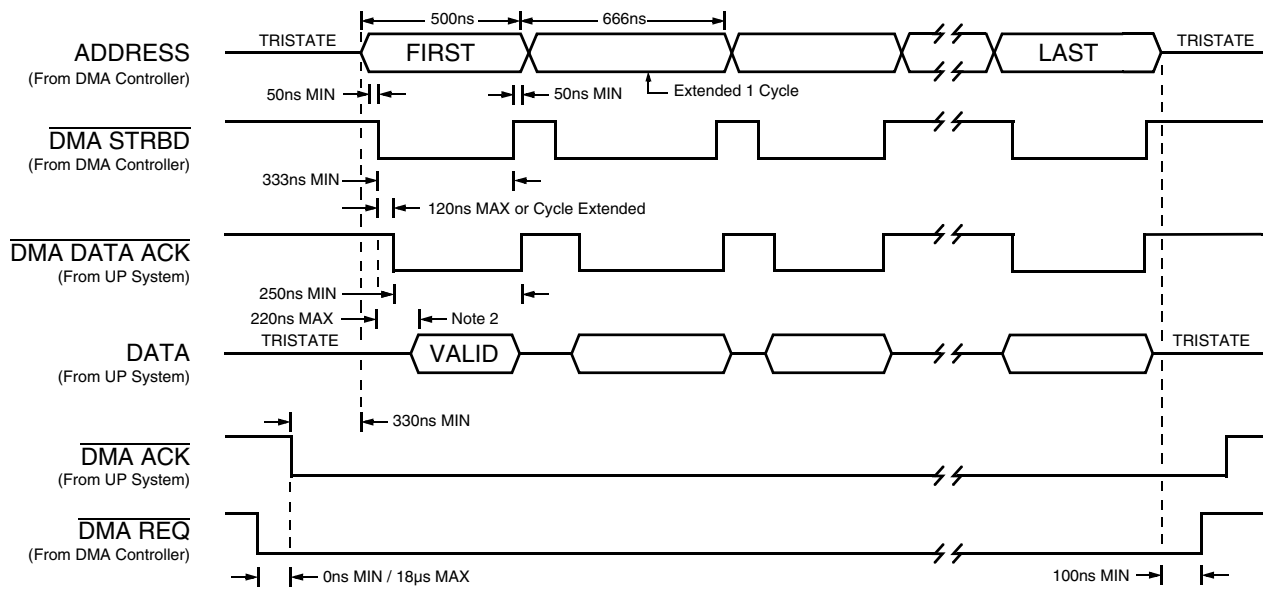 500ns
666ns
ADDRESS
(From DMA Controller)
TRISTATE
FIRST
LAST
TRISTATE
50ns MIN
50ns MIN
Extended 1 Cycle
DMA STRBD
(From DMA Controller)
333ns MIN
120ns MAX or Cycle Extended
DMA DATA ACK
(From UP System)
250ns MIN
220ns MAX
Note 2
DATA
(From UP System)
TRISTATE
VALID
TRISTATE
330ns MIN
DMA ACK
(From UP System)
DMA REQ
(From DMA Controller)
0ns MIN / 18µs MAX
100ns MIN